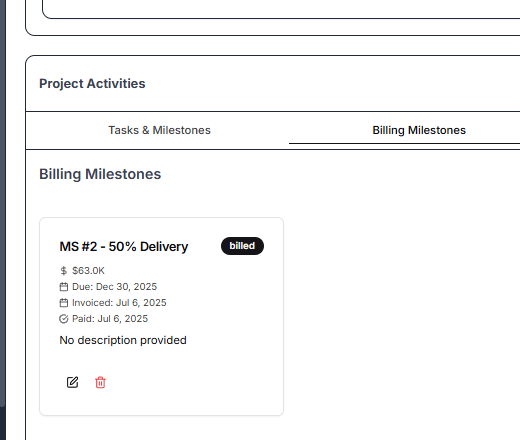 Project Activities
Tasks & Milestones
Billing Milestones
Billing Milestones
MS #2 - 50% Delivery
billed
$ $63.0K
Due: Dec 30, 2025
Invoiced: Jul 6, 2025
Paid: Jul 6, 2025
No description provided